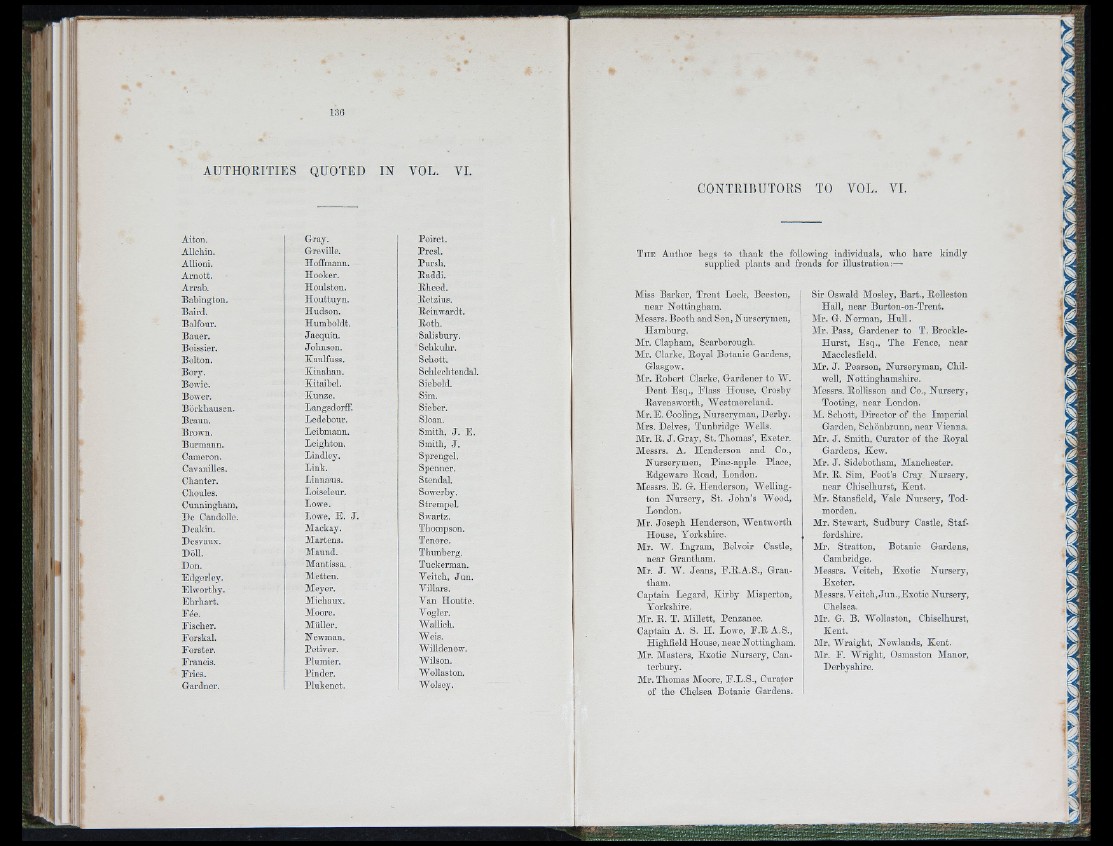 136
AUTHORITIES QUOTED IN VOL. VI.
Aiton.
Allchin.
Allioni.
Arnott.
Arrab.
Babington.
Baird.
Balfour.
Bauer.
Boissier.
Bolton.
Bory.
Bowie.
Bower.
Börkhausen.
Braun.
Brown.
Burmann.
Cameron.
Cavanilles.
Chanter.
Choules.
Cunningham,
De Candolle.
Deakin.
Desvaux.
Döll.
Don.
Edgerley.
Elworthy.
Ehrhart.
Fée.
Fischer.
Forskal.
Forster.
Francis.
Fries.
Gardner.
Gray.
Greville.
Hoffmann.
Hooker.
Houlston.
Houttuyn.
Hudson.
Humboldt.
Jacquin.
Johnson.
Kaulfuss.
Kinahan.
Kitaibel.
Kunze.
Langsdorff.
Ledebour.
Leibmann.
Leighton.
Lindley.
Link.
Linnæus.
Loiseleur.
Lowe.
Lowe, E. J.
Mackay.
Martens.
Maund.
Mantissa.
Metten.
Meyer.
Michaux.
Moore.
Müller.
Newman.
Petiver.
Plumier.
Pinder.
Plukenet.
Poiret.
Presl.
Pursh.
Raddi.
Rheed.
Retzius.
Reinwardt.
Roth.
Salisbury.
Schkuhr.
Schott.
Schlechtendal.
Siebehl.
Sim.
Sieber.
Sloan.
Smith, J. E.
Smith, J.
Sprengel.
Spenner.
Stendal.
Sowerby.
Strempel.
Swartz.
Thompson.
Tenore.
Thunberg.
Tuckerman.
Veitch, Jun.
Villars.
Van Houtte.
Vogler.
Wallich.
Weis.
Willdenow.
Wilson.
Wollaston.
Wolsey.
CONTRIBUTORS TO VOL. VI.
THE Author begs to thank the following individuals, who have kindly
supplied plants and fronds for illustration:—
Miss Barker, Trent Lock, Beeston,
near Nottingham.
Messrs. Booth and Son, Nurserymen,
Hamburg.
Mr. Clapham, Scarborough.
Mr. Clarke, Royal Botanic Gardens,
Glasgow.
Mr. Robert Clarke, Gardener to W.
Dent Esq., Flass House, Crosby
Ravensworth, Westmoreland.
Mr. E. Cooling, Nurseryman, Derby.
Mrs. Delves, Tunbridge Wells.
Mr. R. J. Gray, St. Thomas', Exeter.
Messrs. A. Henderson and Co.,
Nurserymen, Pine-apple Place,
Edgeware Road, London.
Messrs. E. G. Henderson, Welling-
ton Nursery, St. John's Wood,
London.
Mr. Joseph Henderson, Wentworth
House, Yorkshire.
Mr. W. Ingram, Belvoir Castle,
near Grantham.
Mr. J. W. Jeans, F.R.A.S., Gran-
tham.
Captain Legard, Kirby Misperton,
Yorkshire.
Mr. R. T. Millett, Penzance.
Captain A. S. H. Lowe, F.R A.S.,
Highfield House, near Nottingham.
Mr. Masters, Exotic Nursery, Can-
terbury.
Mr. Thomas Moore, F.L.S., Curator
of the Chelsea Botanic Gardens.
Sir Oswald Mosley, Bart., Rolleston
Hall, near Burton-on-Trent.
Mr. G. Norman, Hull.
Mr. Pass, Gardener to T. Brockle-
Hurst, Esq., The Fence, near
Macclesfield.
Mr. J. Pearson, Nurseryman, Chil-
well, Nottinghamshire.
Messrs. Rollisson and Co., Nursery,
Tooting, near London.
M. Schott, Director of the Imperial
Garden, Schönbrunn, near Vienna.
Mr. J. Smith, Curator of the Royal
Gardens, Kew.
Mr. J. Sidebotham, Manchester.
Mr. R. Sim, Foot's Cray Nursery,
near Chiselhurst, Kent.
Mr. Stansfield, Vale Nursery, Tod-
morden.
Mr. Stewart, Sudbury Castle, Staf-
fordshire.
Mr. Stratton, Botanic Gardens,
Cambridge.
Messrs. Veitch, Exotic Nursery,
Exeter.
Messrs. Veitch, Jun., Exotic Nursery,
Chelsea.
Mr. G. B. Wollaston, Chiselhurst,
Kent.
Mr. Wraight, Newlands, Kent.
Mr. F. Wright, Osmaston Manor,
Derbyshire.